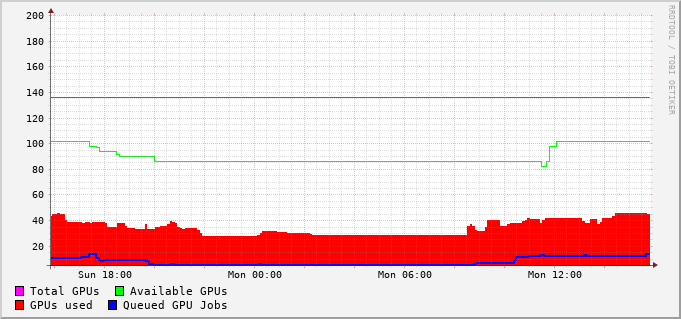 200
180
160
140
120
100
80
60
40
20
RRDTOOL / TOBI OETIKER
Sun 18:00 Mon 00:00 Mon 06:00 Mon 12:00
Total GPUs Available GPUs
GPUs used Queued GPU Jobs